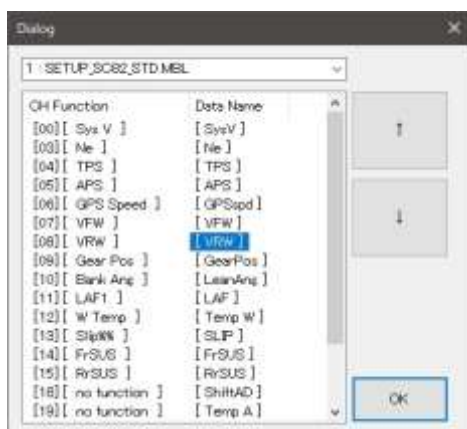 Dialog
1 : SETUP_SC82_STD.MBL
CH Function Data Name
[00][ Sys V ] [ SysV ]
[03][ Ne ] [ Ne ]
[04][ TPS ] [ TPS ]
[05][ APS ] [ APS ]
[06][ GPS Speed ] [ GPSspd ]
[07][ VFW ] [ VFW ]
[08][ VRW ] [ VRW ]
[09][ Gear Pos ] [ GearPos ]
[10][ Bank Ang ] [ LeanAng ]
[11][ LAF1 ] [ LAF ]
[12][ W Temp ] [ Temp W ]
[13][ Slip%% ] [ SLIP ]
[14][ FrSUS ] [ FrSUS ]
[15][ RrSUS ] [ RrSUS ]
[18][ no function ] [ ShiftAD ]
[19][ no function ] [ Temp A ]
↑
↓
OK